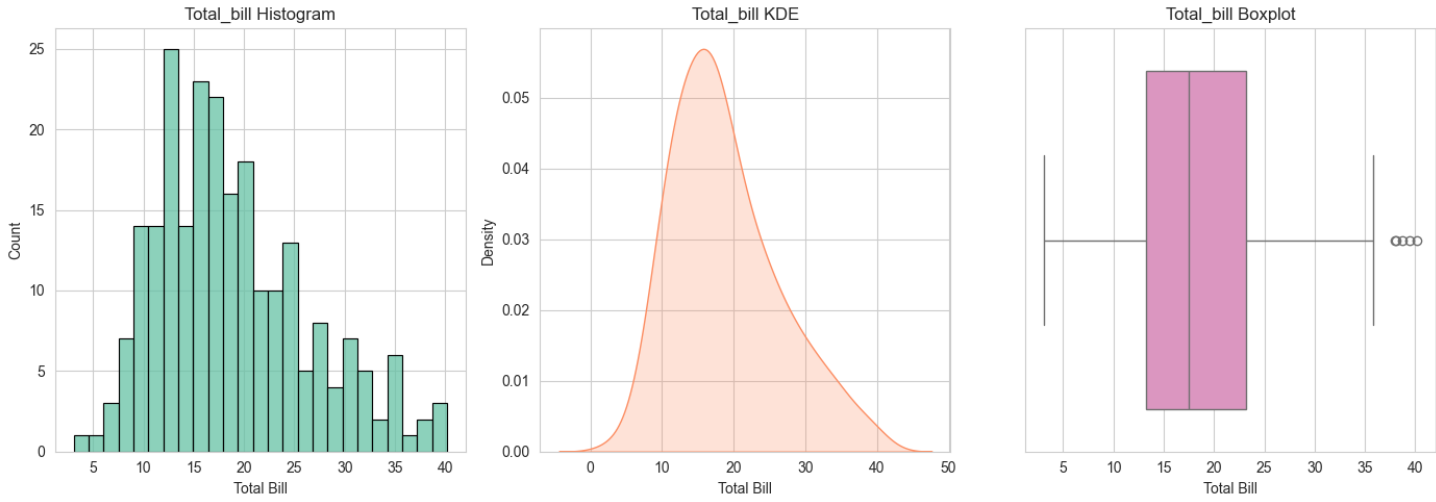 Total_bill Histogram
25
20
15
10
5
0
Count
5 10 15 20 25 30 35 40
Total Bill
Total_bill KDE
0.05
0.04
0.03
0.02
0.01
0.00
Density
0 10 20 30 40 50
Total Bill
Total_bill Boxplot
5 10 15 20 25 30 35 40
Total Bill